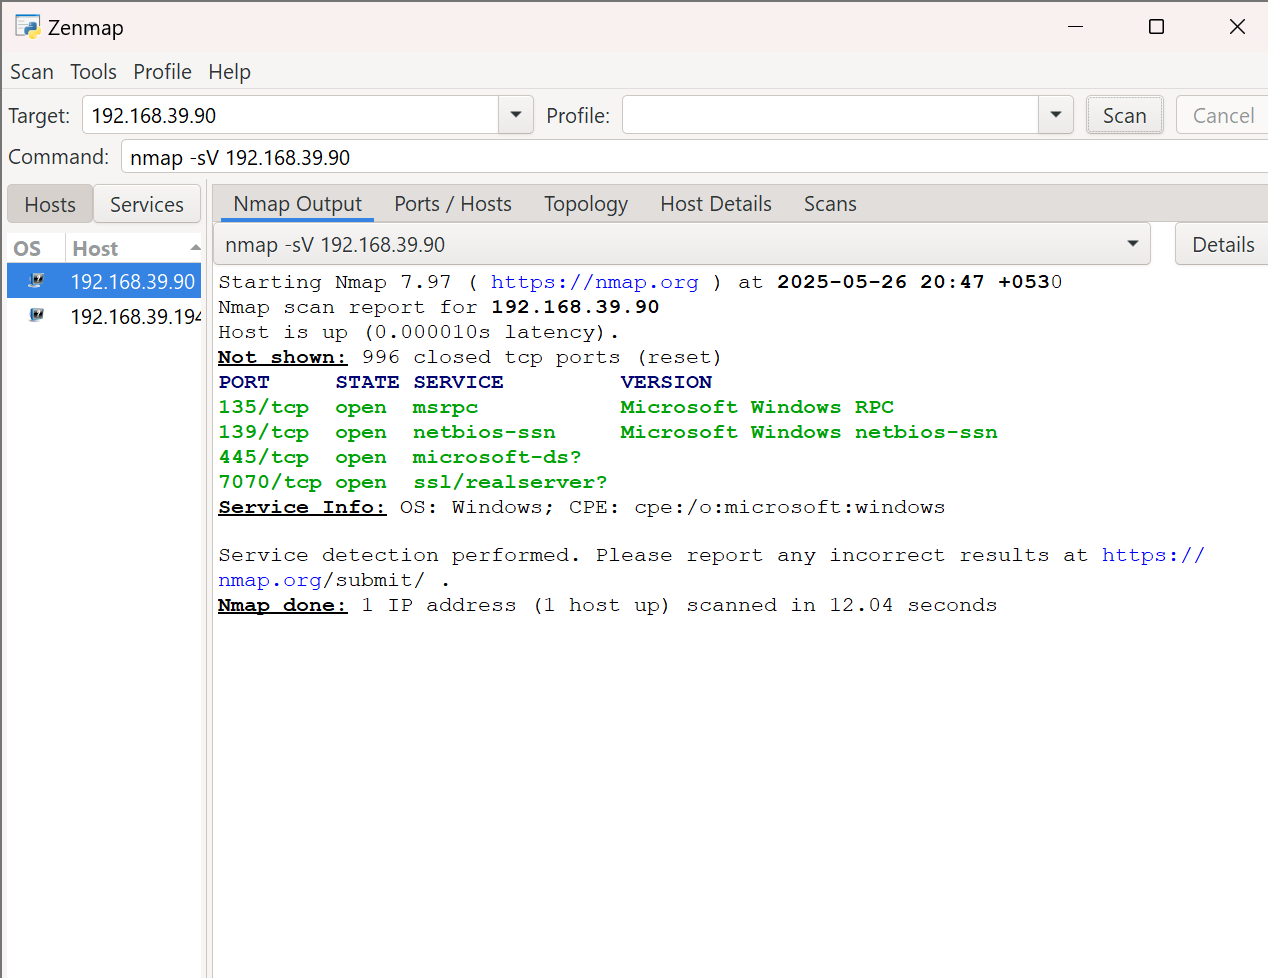 Zenmap
Scan Tools Profile Help
Target: 192.168.39.90 Profile: Scan Cancel
Command: nmap -sV 192.168.39.90
Hosts Services Nmap Output Ports / Hosts Topology Host Details Scans
OS Host
nmap -sV 192.168.39.90 Details
192.168.39.90
192.168.39.194
Starting Nmap 7.97 ( https://nmap.org ) at 2025-05-26 20:47 +0530
Nmap scan report for 192.168.39.90
Host is up (0.000010s latency).
Not shown: 996 closed tcp ports (reset)
PORT STATE SERVICE VERSION
135/tcp open msrpc Microsoft Windows RPC
139/tcp open netbios-ssn Microsoft Windows netbios-ssn
445/tcp open microsoft-ds?
7070/tcp open ssl/realserver?
Service Info: OS: Windows; CPE: cpe:/o:microsoft:windows
Service detection performed. Please report any incorrect results at https://
nmap.org/submit/ .
Nmap done: 1 IP address (1 host up) scanned in 12.04 seconds